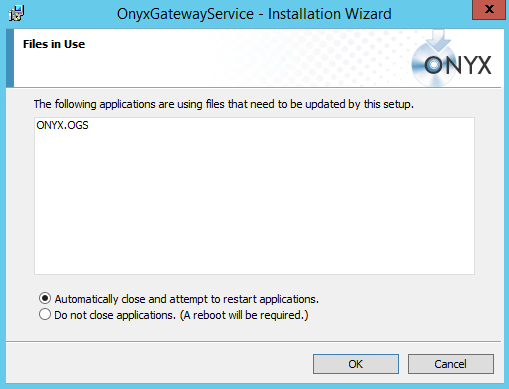 OnyxGatewayService - Installation Wizard
x
Files in Use
ONYX
The following applications are using files that need to be updated by this setup.
ONYX.OGS
Automatically close and attempt to restart applications.
Do not close applications. (A reboot will be required.)
OK
Cancel